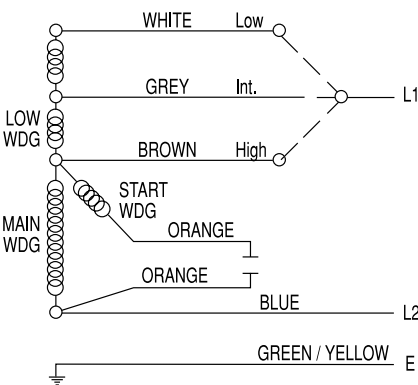 WHITE Low
GREY Int. L1
LOW
WDG
BROWN High
START
WDG
MAIN
WDG
ORANGE
ORANGE
BLUE L2
GREEN / YELLOW E